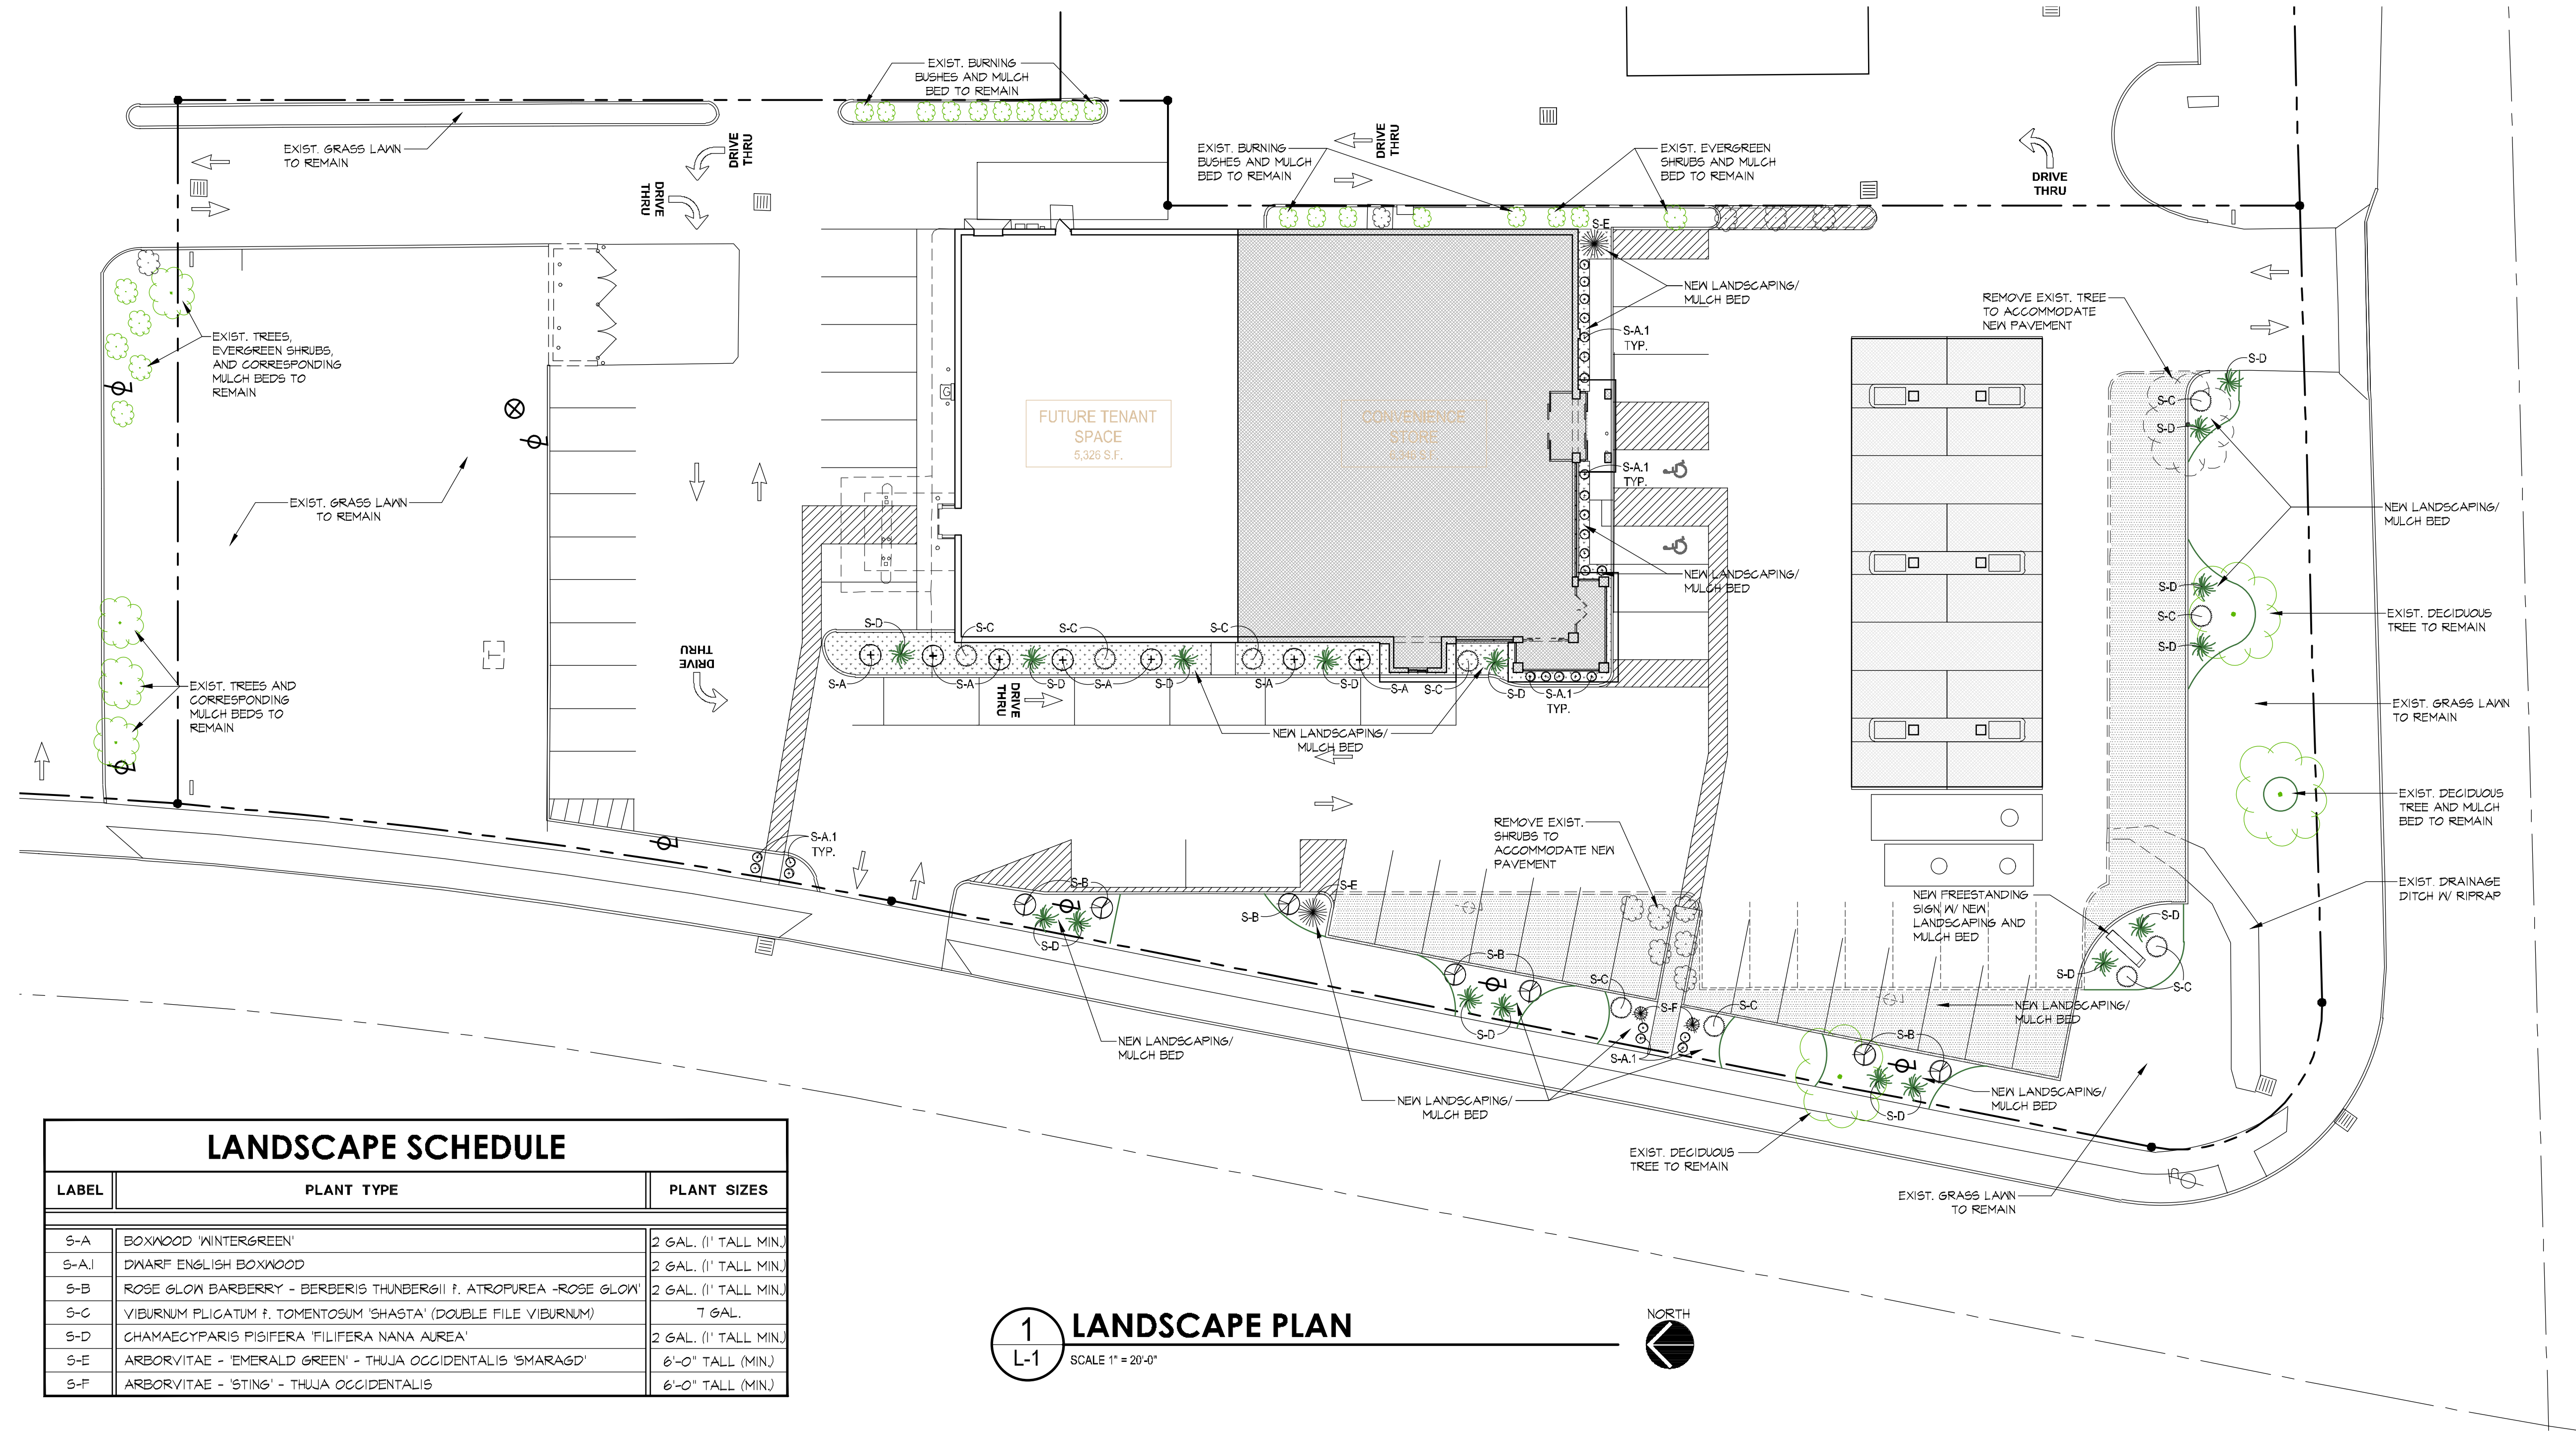 EXIST. BURNING
BUSHES AND MULCH
BED TO REMAIN
EXIST. GRASS LAWN
TO REMAIN
DRIVE
THRU
DRIVE
THRU
EXIST. BURNING
BUSHES AND MULCH
BED TO REMAIN
DRIVE
THRU
EXIST. EVERGREEN
SHRUBS AND MULCH
BED TO REMAIN
DRIVE
THRU
S-E
NEW LANDSCAPING/
MULCH BED
S-A.1
TYP.
REMOVE EXIST. TREE
TO ACCOMMODATE
NEW PAVEMENT
S-D
S-C
S-D
EXIST. TREES,
EVERGREEN SHRUBS,
AND CORRESPONDING
MULCH BEDS TO
REMAIN
G
FUTURE TENANT
SPACE
5,326 S.F.
CONVENIENCE
STORE
S-A.1
TYP.
EXIST. GRASS LAWN
TO REMAIN
NEW LANDSCAPING/
MULCH BED
NEW LANDSCAPING/
MULCH BED
S-D
S-C
S-D
EXIST. DECIDUOUS
TREE TO REMAIN
S-D
S-C
S-C
S-C
DRIVE
THRU
EXIST. TREES AND
CORRESPONDING
MULCH BEDS TO
REMAIN
S-A
S-A
S-D
S-A
S-D
S-A
S-D
S-A
S-C
S-D
S-A.1
TYP.
DRIVE
THRU
EXIST. GRASS LAWN
TO REMAIN
NEW LANDSCAPING/
MULCH BED
EXIST. DECIDUOUS
TREE AND MULCH
BED TO REMAIN
REMOVE EXIST.
SHRUBS TO
ACCOMMODATE NEW
PAVEMENT
S-A.1
TYP.
S-B
S-E
S-B
S-D
EXIST. DRAINAGE
DITCH W/ RIPRAP
NEW FREESTANDING
SIGN W/ NEW
LANDSCAPING AND
MULCH BED
S-D
S-D
S-C
S-B
S-C
S-F
S-C
S-D
S-A.1
NEW LANDSCAPING/
MULCH BED
NEW LANDSCAPING/
MULCH BED
S-B
S-D
NEW LANDSCAPING/
MULCH BED
NEW LANDSCAPING/
MULCH BED
EXIST. DECIDUOUS
TREE TO REMAIN
EXIST. GRASS LAWN
TO REMAIN
LANDSCAPE SCHEDULE
LABEL PLANT TYPE PLANT SIZES
S-A BOXWOOD 'WINTERGREEN' 2 GAL. (1' TALL MIN.)
S-A.1 DWARF ENGLISH BOXWOOD 2 GAL. (1' TALL MIN.)
S-B ROSE GLOW BARBERRY - BERBERIS THUNBERGII f. ATROPUREA -ROSE GLOW' 2 GAL. (1' TALL MIN.)
S-C VIBURNUM PLICATUM f. TOMENTOSUM 'SHASTA' (DOUBLE FILE VIBURNUM) 7 GAL.
S-D CHAMAECYPARIS PISIFERA 'FILIFERA NANA AUREA' 2 GAL. (1' TALL MIN.)
S-E ARBORVITAE - 'EMERALD GREEN' - THUJA OCCIDENTALIS 'SMARAGD' 6'-0" TALL (MIN.)
S-F ARBORVITAE - 'STING' - THUJA OCCIDENTALIS 6'-0" TALL (MIN.)
1
L-1
LANDSCAPE PLAN
SCALE 1" = 20'-0"
NORTH